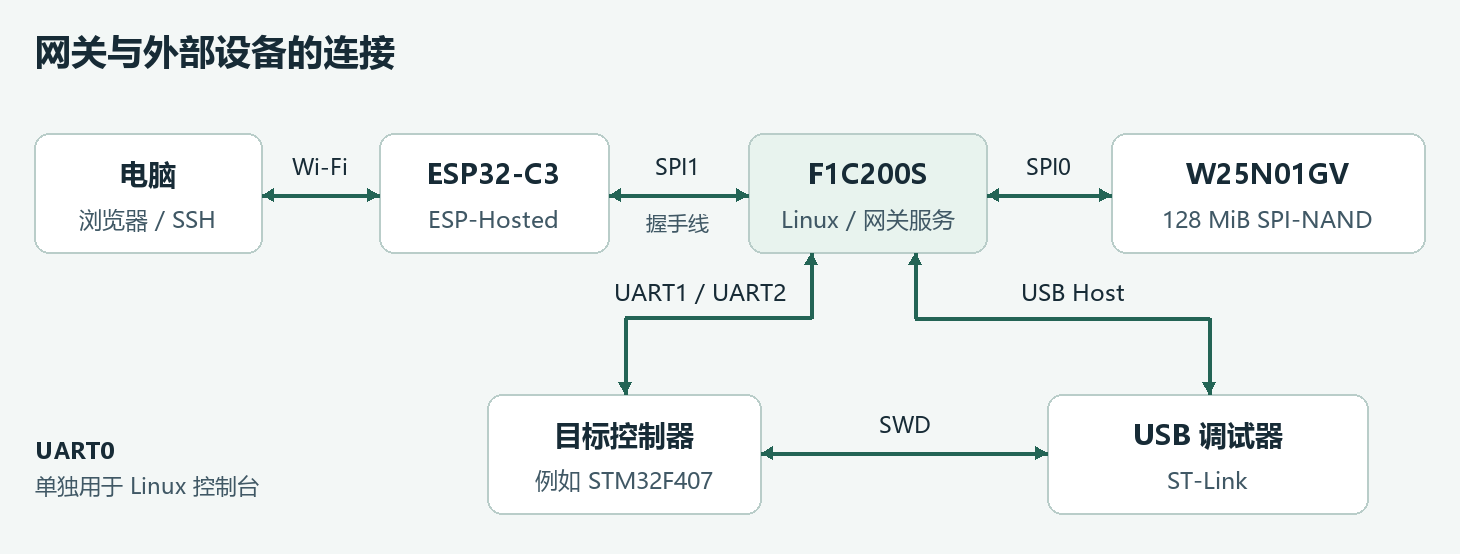 网关与外部设备的连接
电脑
浏览器 / SSH
Wi-Fi
ESP32-C3
ESP-Hosted
SPI1
握手线
F1C200S
Linux / 网关服务
SPI0
W25N01GV
128 MiB SPI-NAND
UART1 / UART2
USB Host
目标控制器
例如 STM32F407
SWD
USB 调试器
ST-Link
UART0
单独用于 Linux 控制台